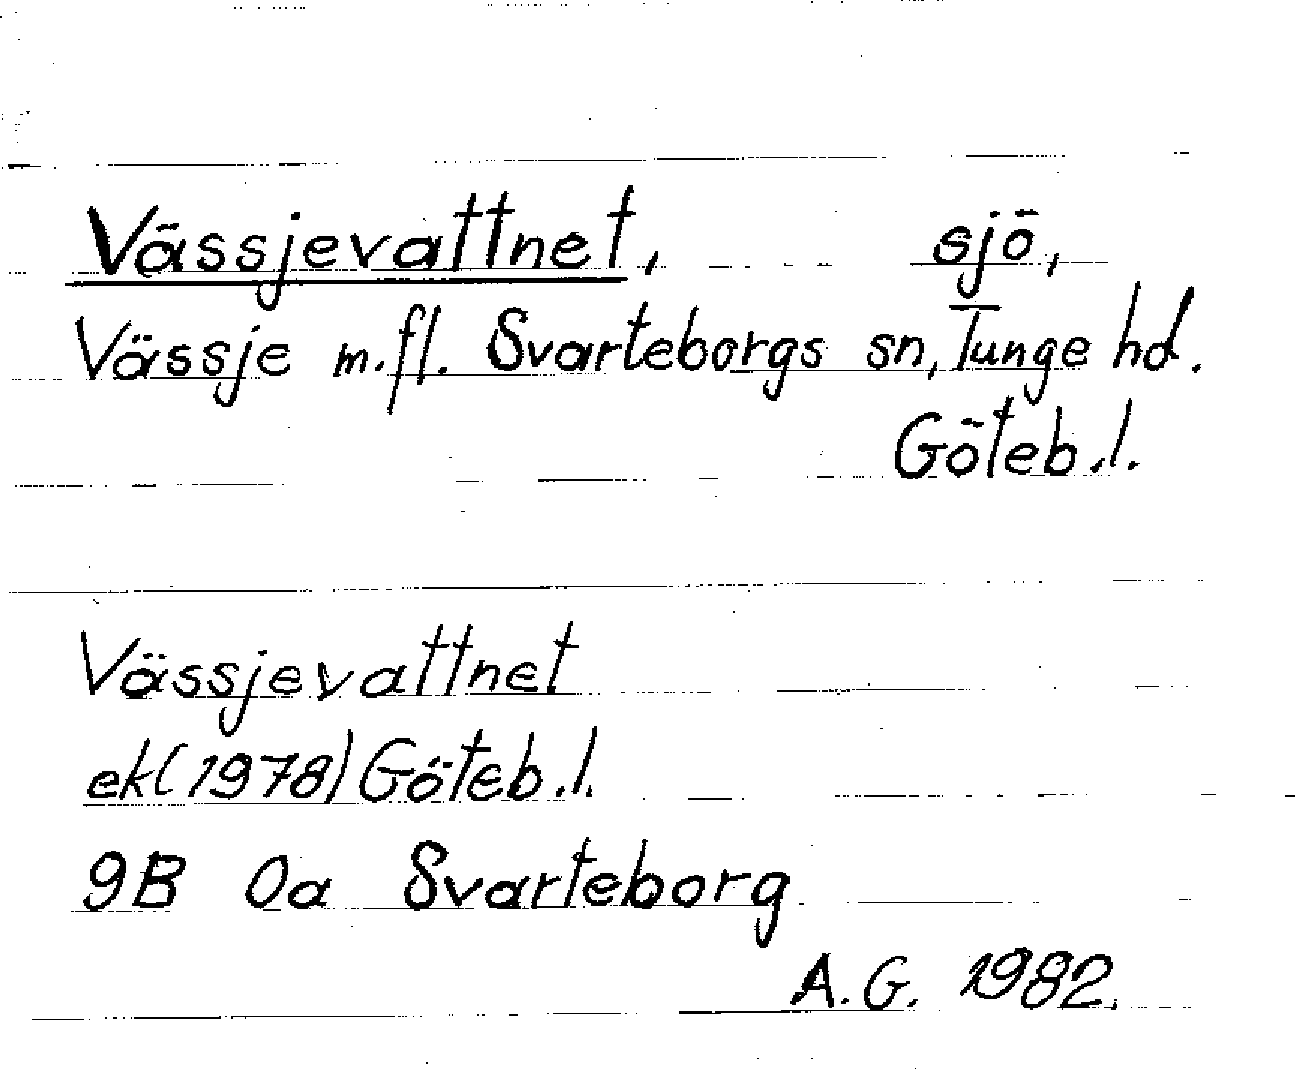 Vässjevattnet, sjö,
Vässje m.fl. Svarteborgs sn, Tunge hd.
Göteb.l.
Vässjevattnet
ek(1978) Göteb.l.
9B 0a Svarteborg
A.G. 1982.